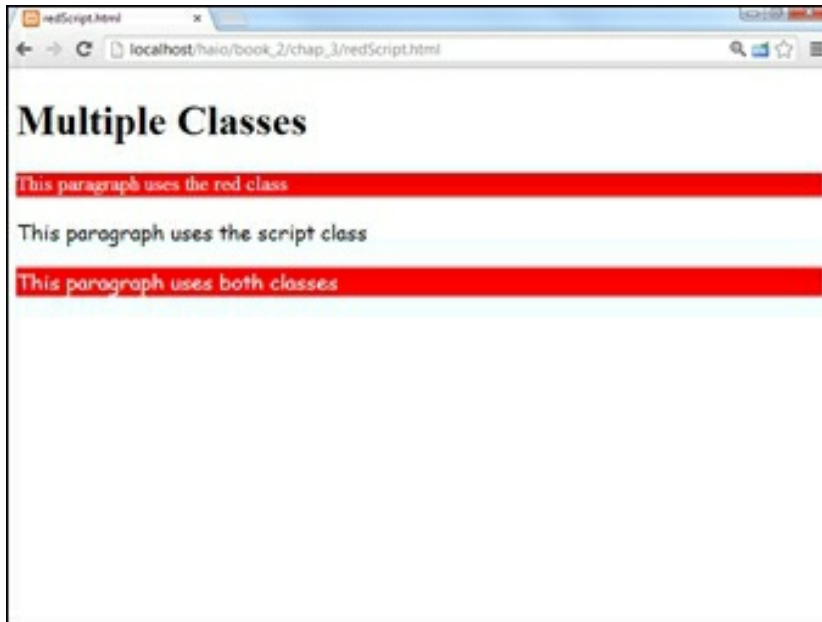 redScript.html
localhost/haio/book_2/chap_3/redScript.html
Multiple Classes
This paragraph uses the red class
This paragraph uses the script class
This paragraph uses both classes